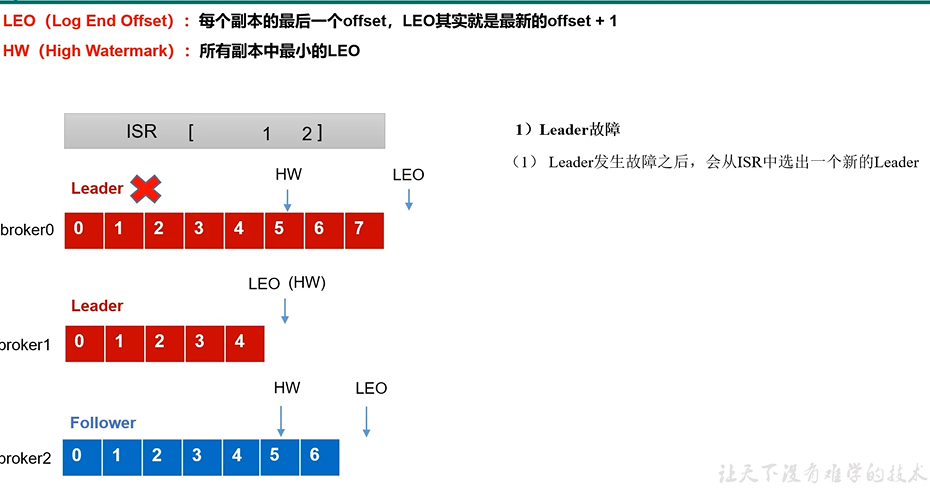 LEO（Log End Offset）：每个副本的最后一个offset，LEO其实就是最新的offset + 1
HW（High Watermark）：所有副本中最小的LEO
ISR [ 1 2 ]
1）Leader故障
（1） Leader发生故障之后，会从ISR中选出一个新的Leader
HW LEO
Leader
broker0 0 1 2 3 4 5 6 7
LEO (HW)
Leader
broker1 0 1 2 3 4
HW LEO
Follower
broker2 0 1 2 3 4 5 6
让天下没有难学的技术